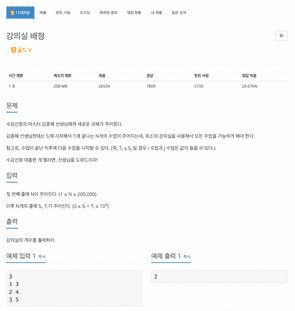 11000번
제출
맞힌 사람
숏코딩
재채점 결과
채점 현황
내 제출
질문 검색
강의실 배정
골드 V
시간 제한 메모리 제한 제출 정답 맞힌 사람 정답 비율
1 초 256 MB 26534 7804 5730 29.076%
문제
수강신청의 마스터 김종혜 선생님에게 새로운 과제가 주어졌다.
김종혜 선생님한테는 Si에 시작해서 Ti에 끝나는 N개의 수업이 주어지는데, 최소의 강의실을 사용해서 모든 수업을 가능하게 해야 한다.
참고로, 수업이 끝난 직후에 다음 수업을 시작할 수 있다. (즉, Ti ≤ Sj 일 경우 i 수업과 j 수업은 같이 들을 수 있다.)
수강신청 대충한 게 찔리면, 선생님을 도와드리자!
입력
첫 번째 줄에 N이 주어진다. (1 ≤ N ≤ 200,000)
이후 N개의 줄에 Si, Ti가 주어진다. (0 ≤ Si < Ti ≤ 10⁹)
출력
강의실의 개수를 출력하라.
예제 입력 1 복사
3
1 3
2 4
3 5
예제 출력 1 복사
2